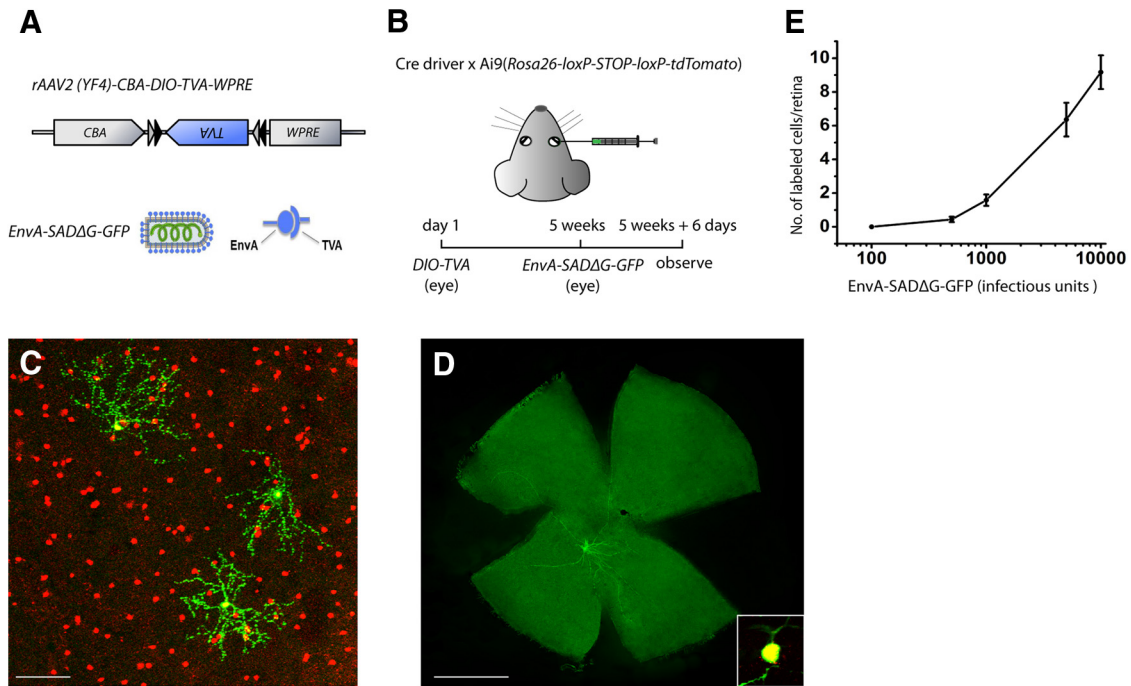 A
rAAV2 (YF4)-CBA-DIO-TVA-WPRE
CBA
TVA
WPRE
EnvA-SADΔG-GFP
EnvA
TVA
B
Cre driver x Ai9(Rosa26-loxP-STOP-loxP-tdTomato)
day 1
5 weeks
5 weeks + 6 days
DIO-TVA
(eye)
EnvA-SADΔG-GFP
(eye)
observe
E
No. of labeled cells/retina
10
8
6
4
2
0
100
1000
10000
EnvA-SADΔG-GFP (infectious units )
C
D